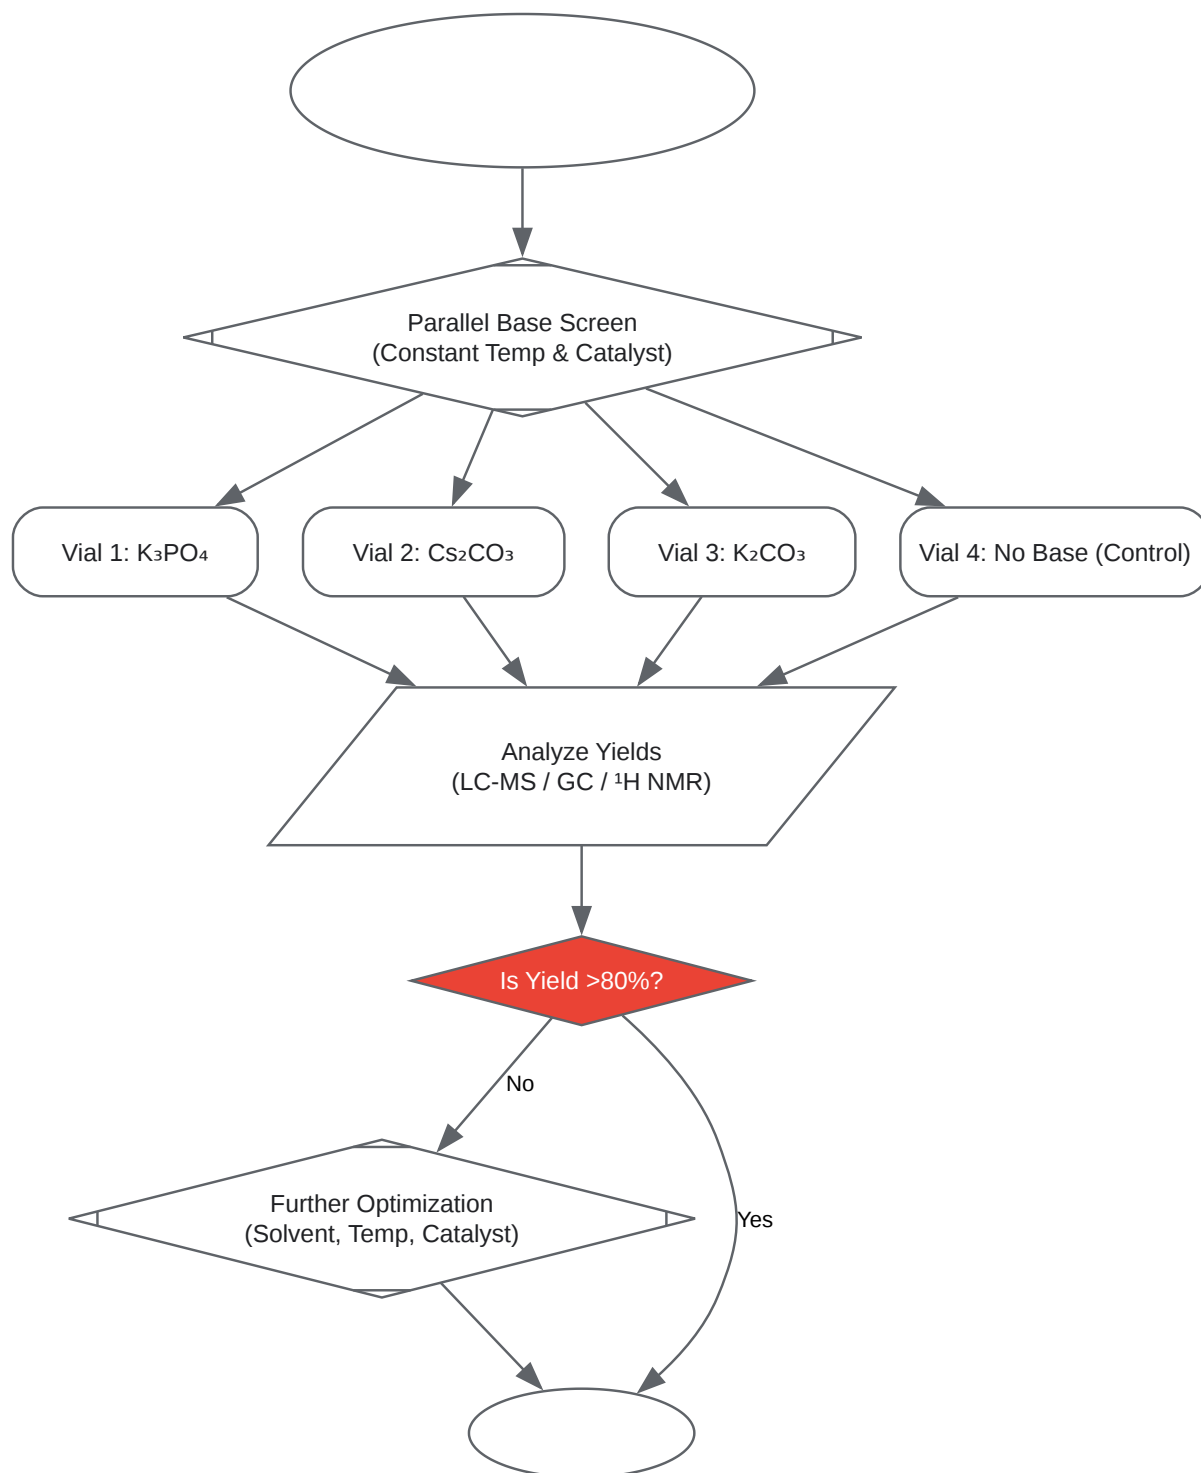 Parallel Base Screen
(Constant Temp & Catalyst)
Vial 1: K₃PO₄
Vial 2: Cs₂CO₃
Vial 3: K₂CO₃
Vial 4: No Base (Control)
Analyze Yields
(LC-MS / GC / ¹H NMR)
Is Yield >80%?
No
Further Optimization
(Solvent, Temp, Catalyst)
Yes